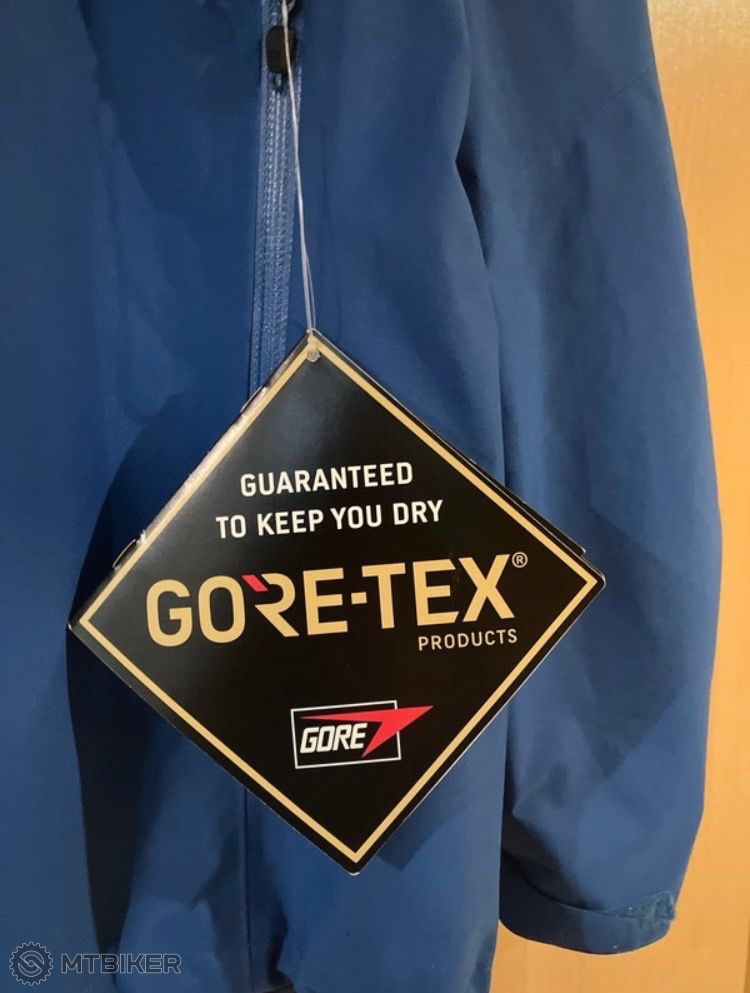 GUARANTEED
TO KEEP YOU DRY
GORE-TEX®
PRODUCTS
GORE
MTBIKER